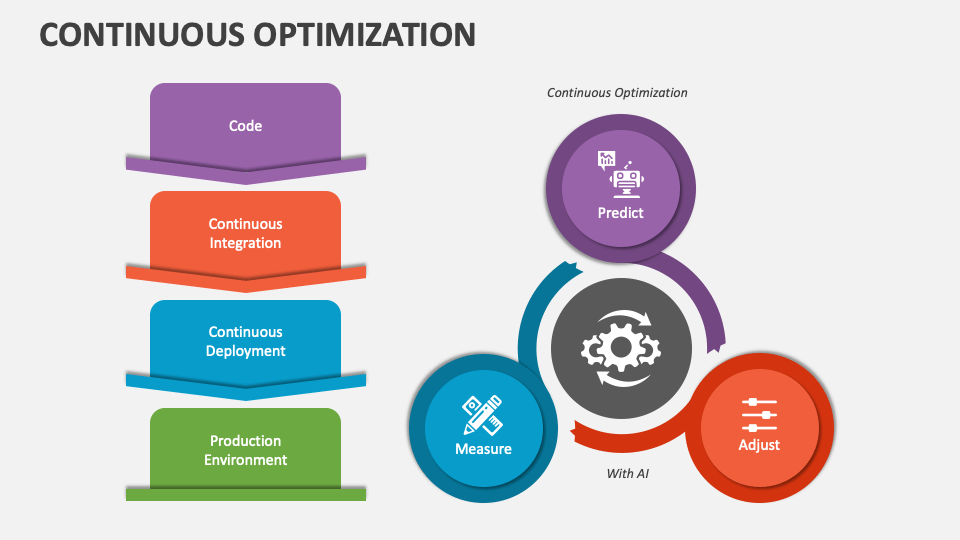 CONTINUOUS OPTIMIZATION
Code
Continuous
Integration
Continuous
Deployment
Production
Environment
Continuous Optimization
Predict
Measure
Adjust
With AI